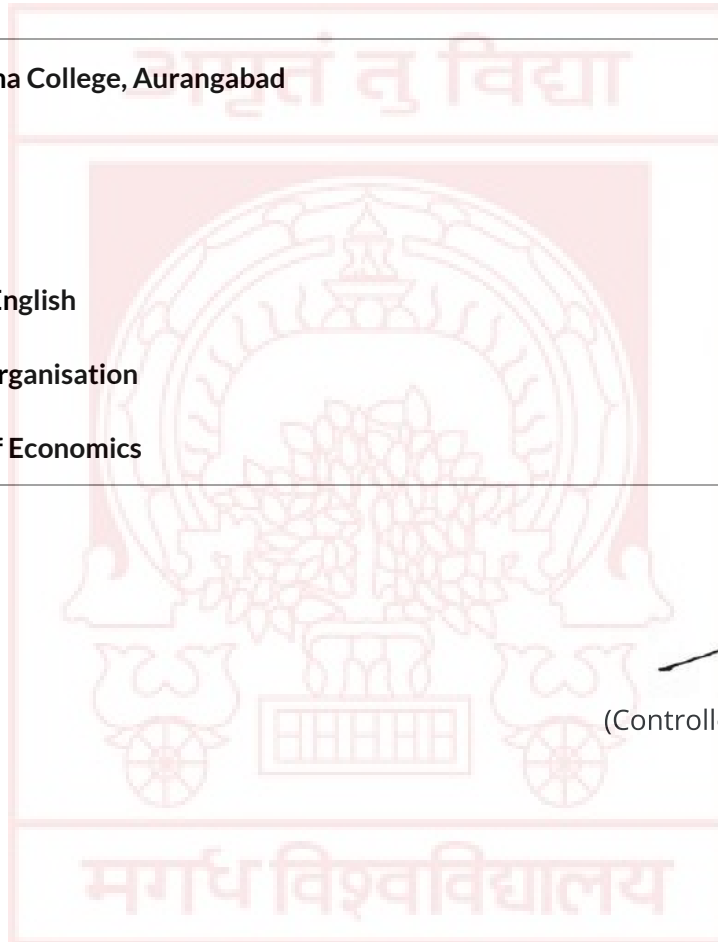 अमृतं तु विद्या
na College, Aurangabad
English
rganisation
f Economics
(Controll
मगध विश्वविद्यालय